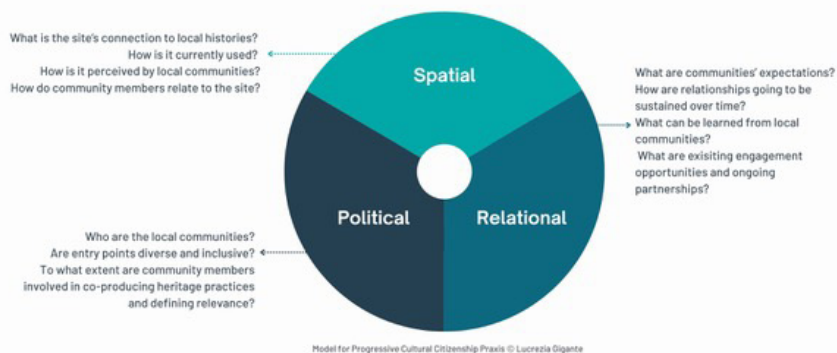 What is the site's connection to local histories?
How is it currently used?
How is it perceived by local communities?
How do community members relate to the site?
Spatial
What are communities' expectations?
How are relationships going to be
sustained over time?
What can be learned from local
communities?
What are exisiting engagement
opportunities and ongoing
partnerships?
Political
Relational
Who are the local communities?
Are entry points diverse and inclusive?
To what extent are community members
involved in co-producing heritage practices
and defining relevance?
Model for Progressive Cultural Citizenship Praxis © Lucrezia Gigante